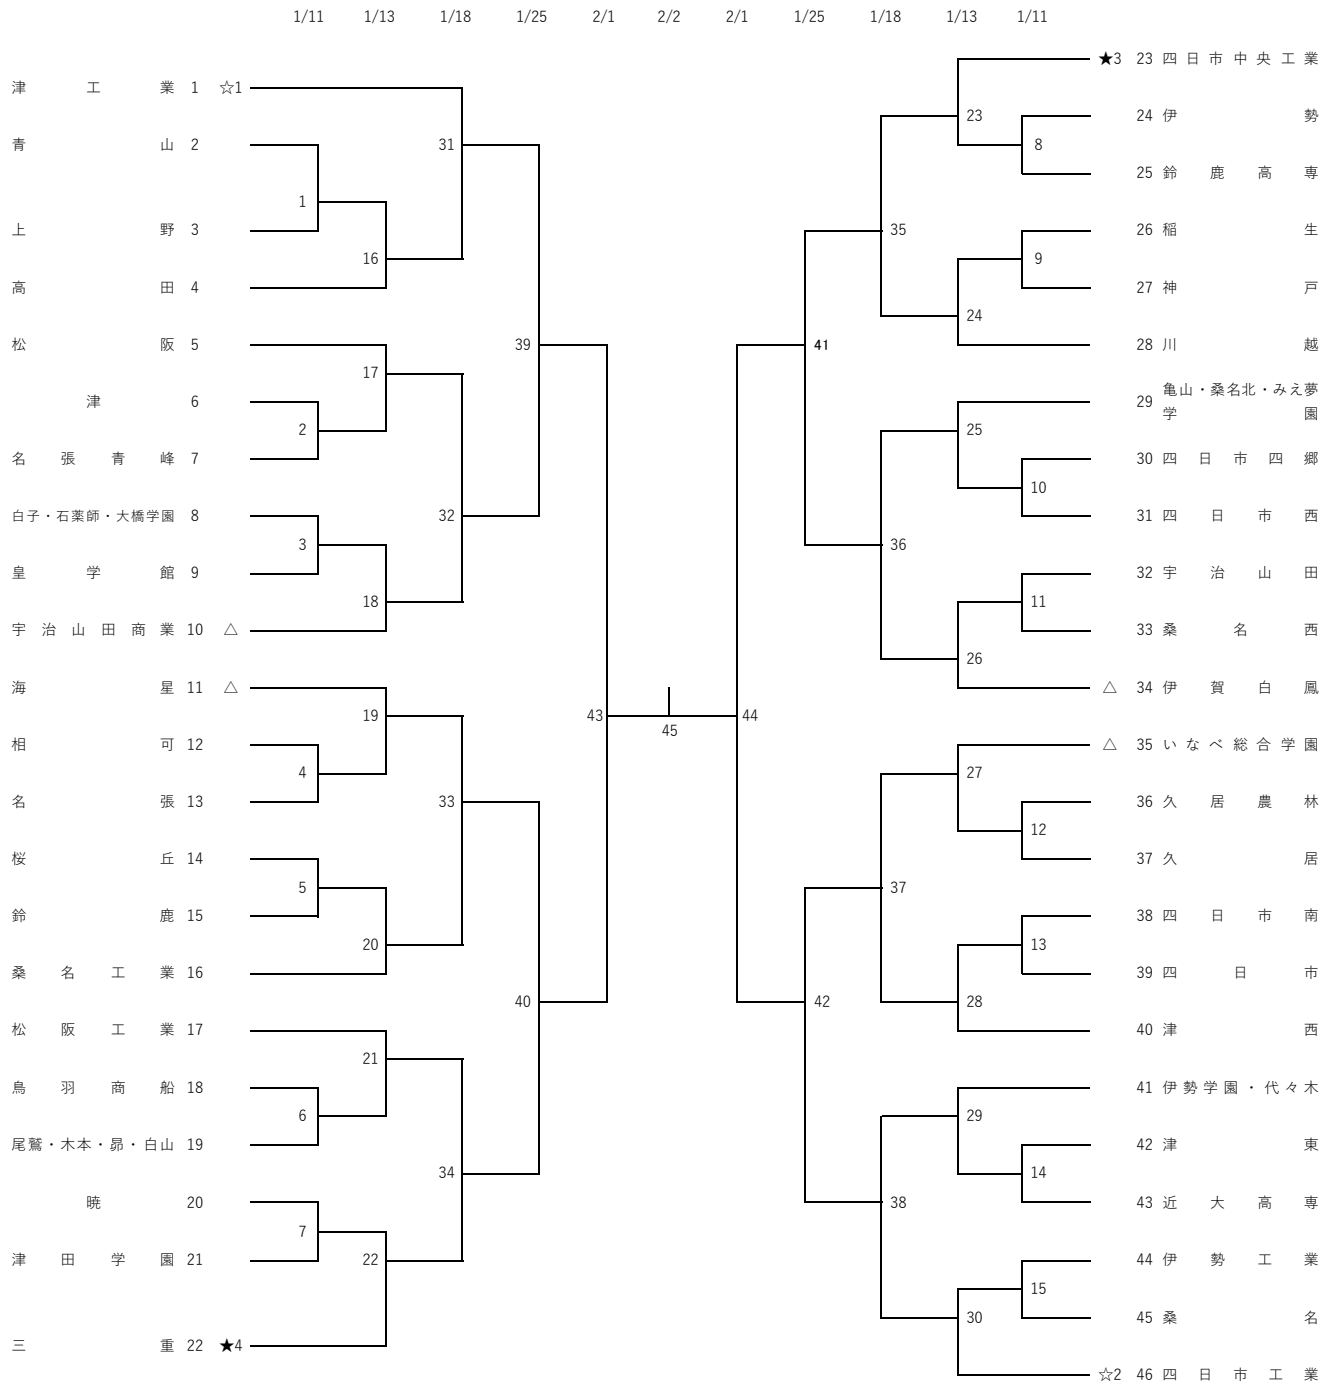 1/11 1/13 1/18 1/25 2/1 2/2 2/1 1/25 1/18 1/13 1/11
★3 23 四日市中央工業
津工業 1 ☆1
23
24 伊勢
青山 2
31
8
25 鈴鹿高専
1
上野 3
35
26 稲生
16
9
高田 4
27 神戸
24
松阪 5
39
41
28 川越
17
亀山・桑名北・みえ夢
津 6
29
学園
2
25
名張青峰 7
30 四日市四郷
10
白子・石薬師・大橋学園 8
32
31 四日市西
3
36
皇学館 9
32 宇治山田
18
11
宇治山田商業 10 △
33 桑名西
26
海星 11 △
△ 34 伊賀白鳳
19
43
44
45
相可 12
△ 35 いなべ総合学園
4
27
名張 13
33
36 久居農林
12
桜丘 14
37 久居
5
37
鈴鹿 15
38 四日市南
20
13
桑名工業 16
39 四日市
40
42
28
松阪工業 17
40 津西
21
鳥羽商船 18
41 伊勢学園・代々木
6
29
尾鷲・木本・昴・白山 19
42 津東
34
14
暁 20
38
43 近大高専
7
津田学園 21
22
44 伊勢工業
15
30
45 桑名
三重 22 ★4
☆2 46 四日市工業